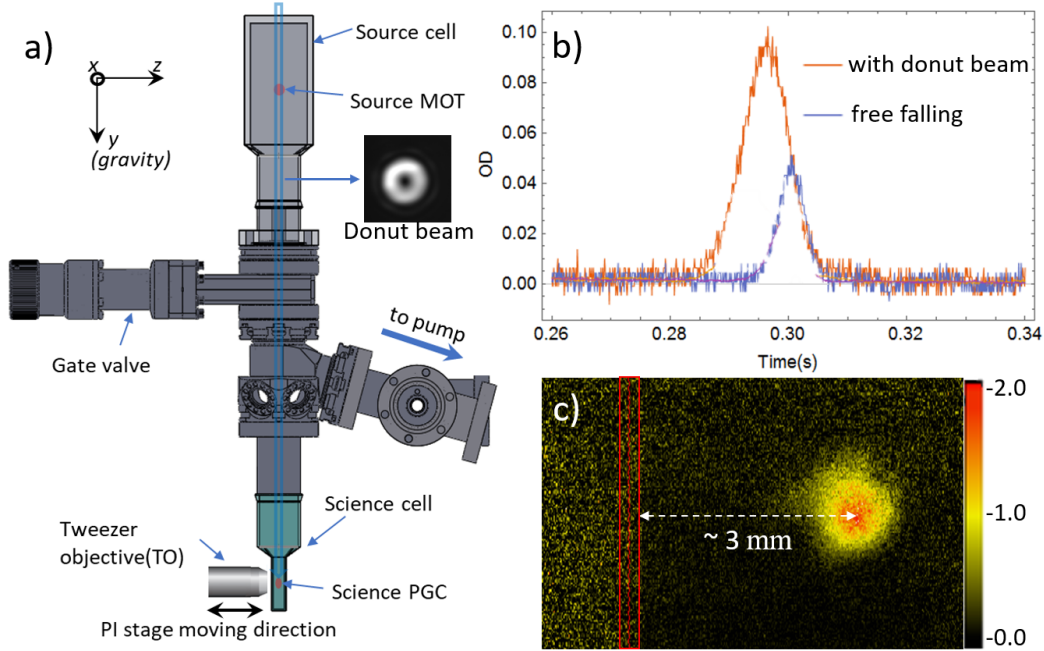 a)
x
z
y
(gravity)
Source cell
Source MOT
Donut beam
Gate valve
to pump
Science cell
Tweezer
objective(TO)
Science PGC
PI stage moving direction
b)
with donut beam
free falling
OD
0.10
0.08
0.06
0.04
0.02
0.00
0.26
0.28
0.30
0.32
0.34
Time(s)
c)
~ 3 mm
-2.0
-1.0
-0.0